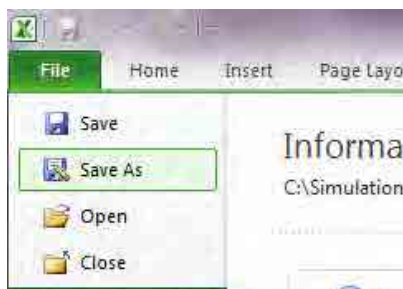 File Home Insert Page Layo
Save
Save As
Open
Close
Informa
C:\Simulation